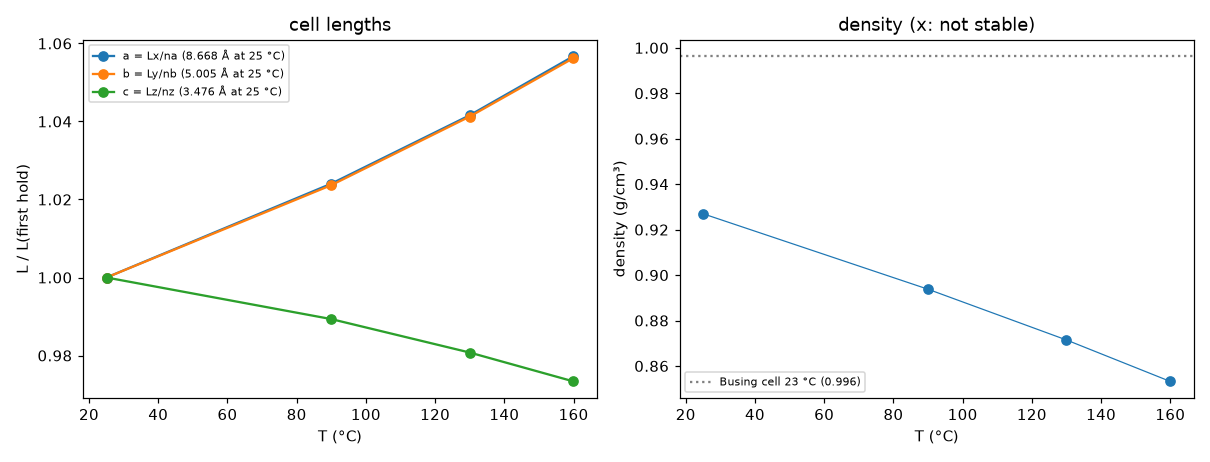 cell lengths
L / L(first hold)
1.06
1.04
1.02
1.00
0.98
a = Lx/na (8.668 Å at 25 °C)
b = Ly/nb (5.005 Å at 25 °C)
c = Lz/nz (3.476 Å at 25 °C)
20 40 60 80 100 120 140 160
T (°C)
density (x: not stable)
density (g/cm³)
1.00
0.98
0.96
0.94
0.92
0.90
0.88
0.86
Busing cell 23 °C (0.996)
20 40 60 80 100 120 140 160
T (°C)